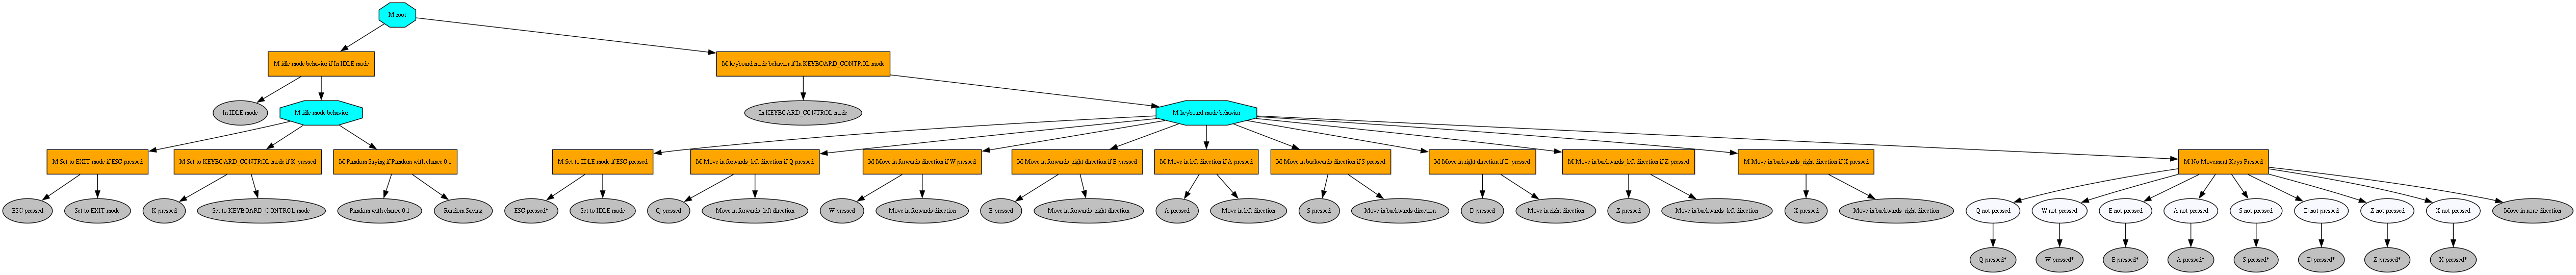 M root
M idle mode behavior if In IDLE mode
M keyboard mode behavior if In KEYBOARD_CONTROL mode
In IDLE mode
M idle mode behavior
In KEYBOARD_CONTROL mode
M keyboard mode behavior
M Set to EXIT mode if ESC pressed
M Set to KEYBOARD_CONTROL mode if K pressed
M Random Saying if Random with chance 0.1
M Set to IDLE mode if ESC pressed
M Move in forwards_left direction if Q pressed
M Move in forwards direction if W pressed
M Move in forwards_right direction if E pressed
M Move in left direction if A pressed
M Move in backwards direction if S pressed
M Move in right direction if D pressed
M Move in backwards_left direction if Z pressed
M Move in backwards_right direction if X pressed
M No Movement Keys Pressed
ESC pressed
Set to EXIT mode
K pressed
Set to KEYBOARD_CONTROL mode
Random with chance 0.1
Random Saying
ESC pressed*
Set to IDLE mode
Q pressed
Move in forwards_left direction
W pressed
Move in forwards direction
E pressed
Move in forwards_right direction
A pressed
Move in left direction
S pressed
Move in backwards direction
D pressed
Move in right direction
Z pressed
Move in backwards_left direction
X pressed
Move in backwards_right direction
Q not pressed
W not pressed
E not pressed
A not pressed
S not pressed
D not pressed
Z not pressed
X not pressed
Move in none direction
Q pressed*
W pressed*
E pressed*
A pressed*
S pressed*
D pressed*
Z pressed*
X pressed*